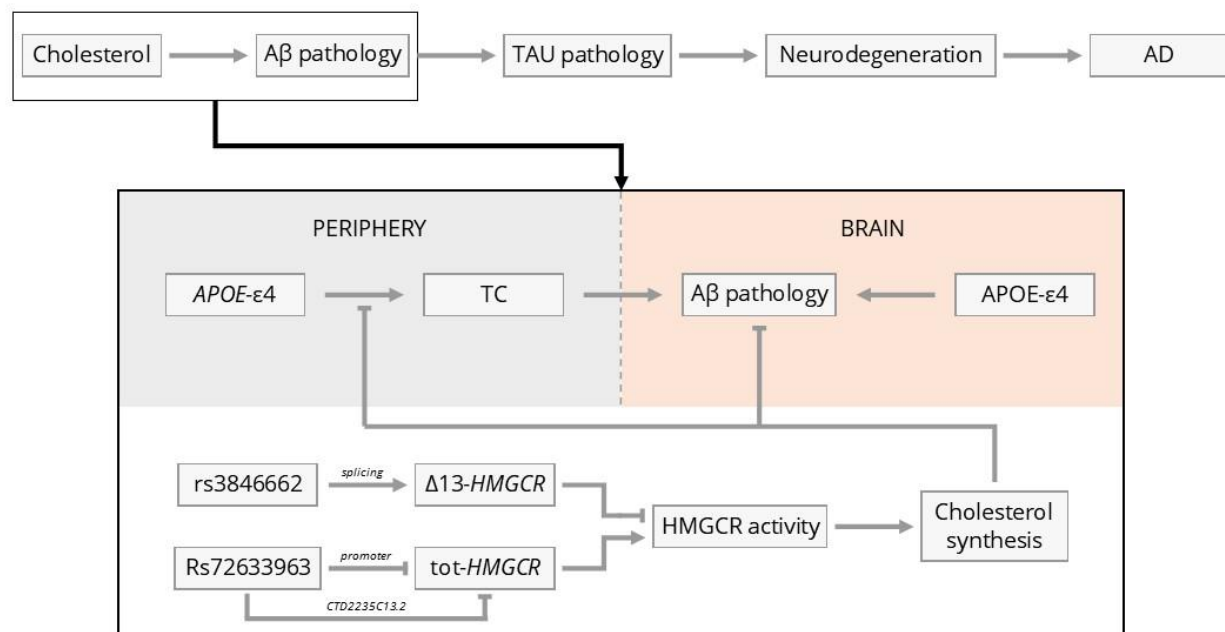 Cholesterol
Aβ pathology
TAU pathology
Neurodegeneration
AD
PERIPHERY
BRAIN
APOE-ε4
TC
Aβ pathology
APOE-ε4
rs3846662
splicing
Δ13-HMGCR
HMGCR activity
Cholesterol
synthesis
Rs72633963
promoter
tot-HMGCR
CTD2235C13.2